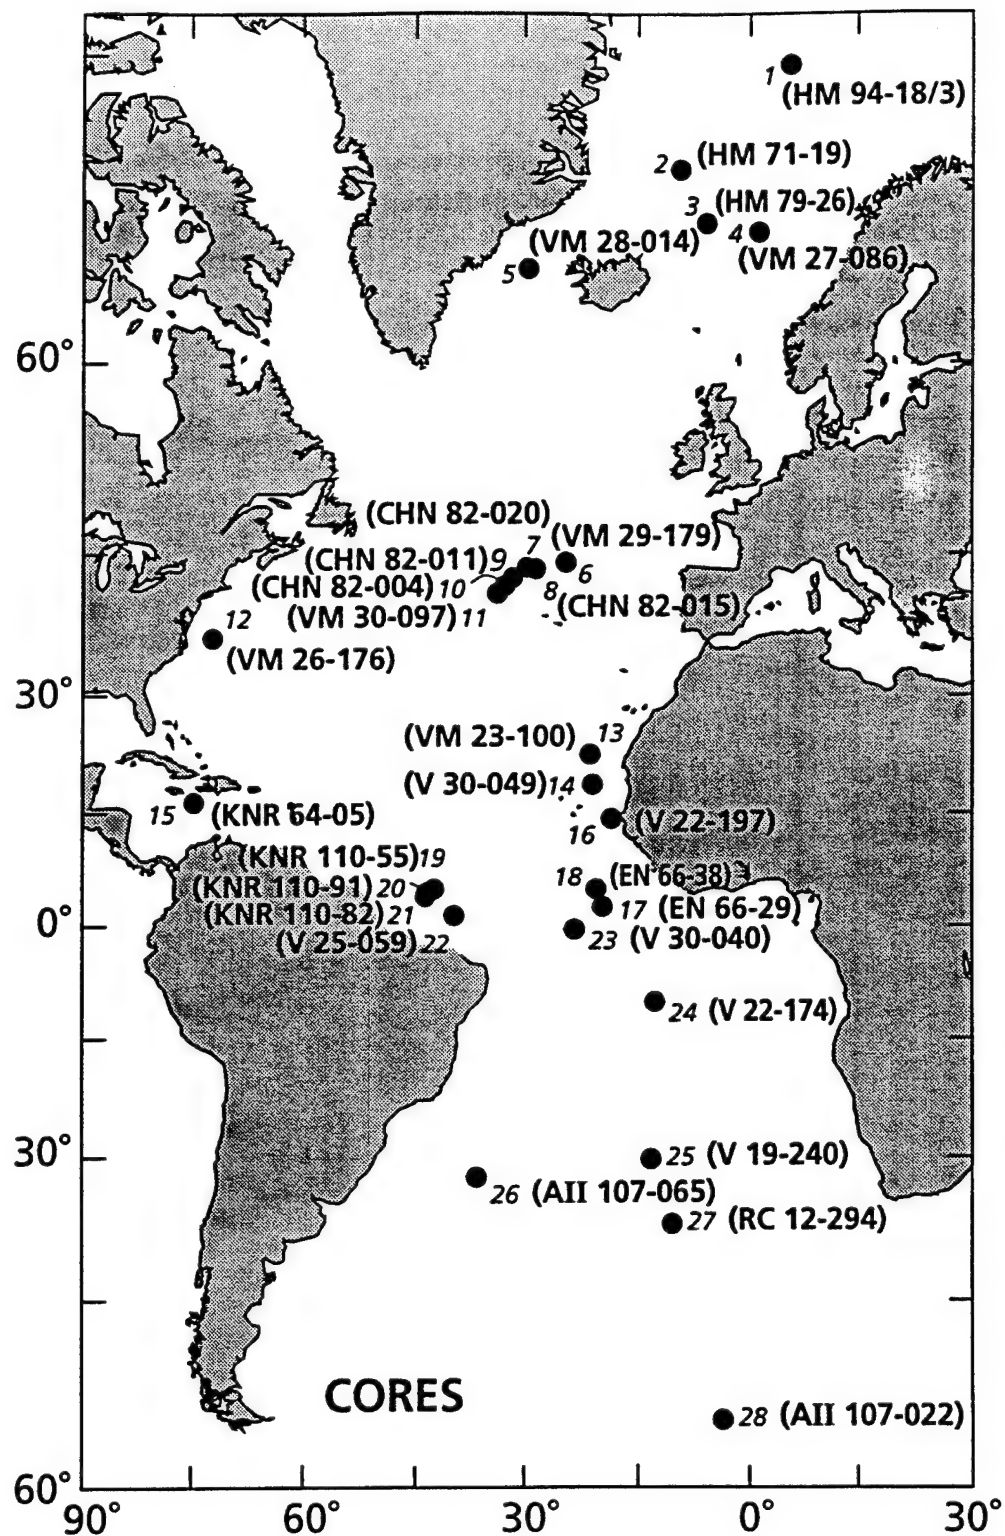 1
(HM 94-18/3)
2 (HM 71-19)
3 (HM 79-26)
(VM 28-014) 4
5 (VM 27-086)
60°
(CHN 82-020)
7 (VM 29-179)
(CHN 82-011) 9
6
(CHN 82-004) 10 8
(VM 30-097) 11 (CHN 82-015)
12
(VM 26-176)
30°
(VM 23-100) 13
(V 30-049) 14
15 (KNR 64-05)
16 (V 22-197)
(KNR 110-55) 19
18 (EN 66-38)
(KNR 110-91) 20
(KNR 110-82) 21 17 (EN 66-29)
0°
(V 25-059) 22 23 (V 30-040)
24 (V 22-174)
30° 25 (V 19-240)
26 (AII 107-065)
27 (RC 12-294)
CORES
28 (AII 107-022)
60°
90° 60° 30° 0° 30°